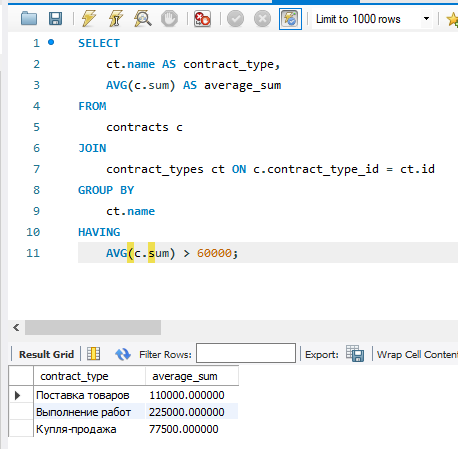 Limit to 1000 rows
1 SELECT
2 ct.name AS contract_type,
3 AVG(c.sum) AS average_sum
4 FROM
5 contracts c
6 JOIN
7 contract_types ct ON c.contract_type_id = ct.id
8 GROUP BY
9 ct.name
10 HAVING
11 AVG(c.sum) > 60000;
Result Grid Filter Rows: Export: Wrap Cell Conten
contract_type average_sum
Поставка товаров 110000.000000
Выполнение работ 225000.000000
Купля-продажа 77500.000000